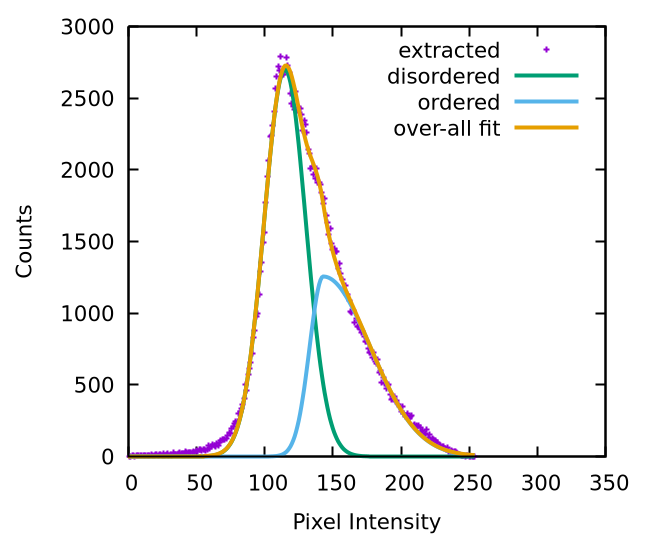 3000
2500
2000
1500
1000
500
0
Counts
extracted
disordered
ordered
over-all fit
0 50 100 150 200 250 300 350
Pixel Intensity